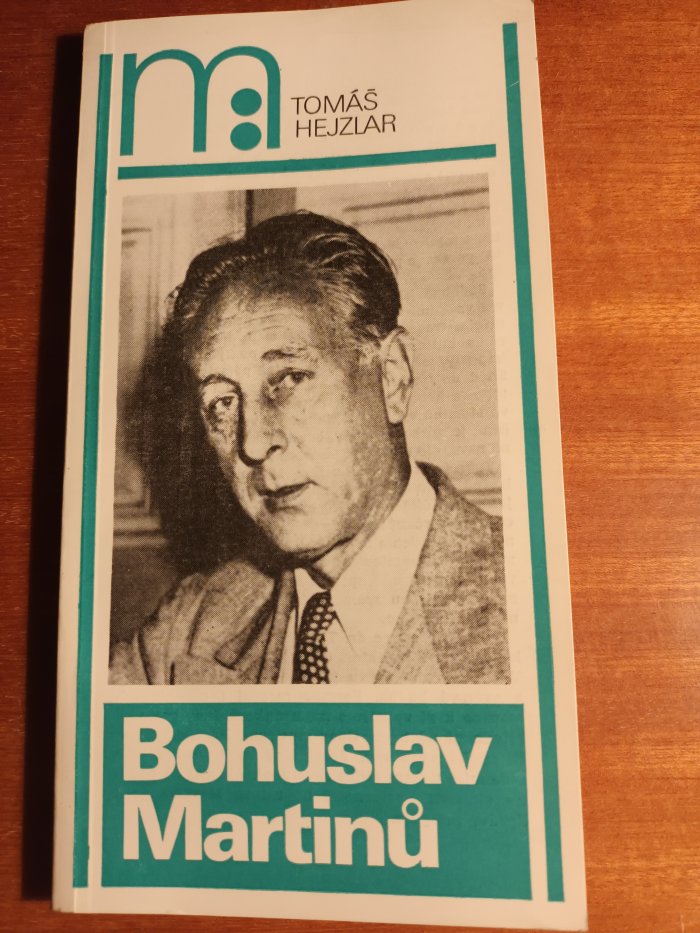 TOMÁŠ
HEJZLAR
Bohuslav
Martinů